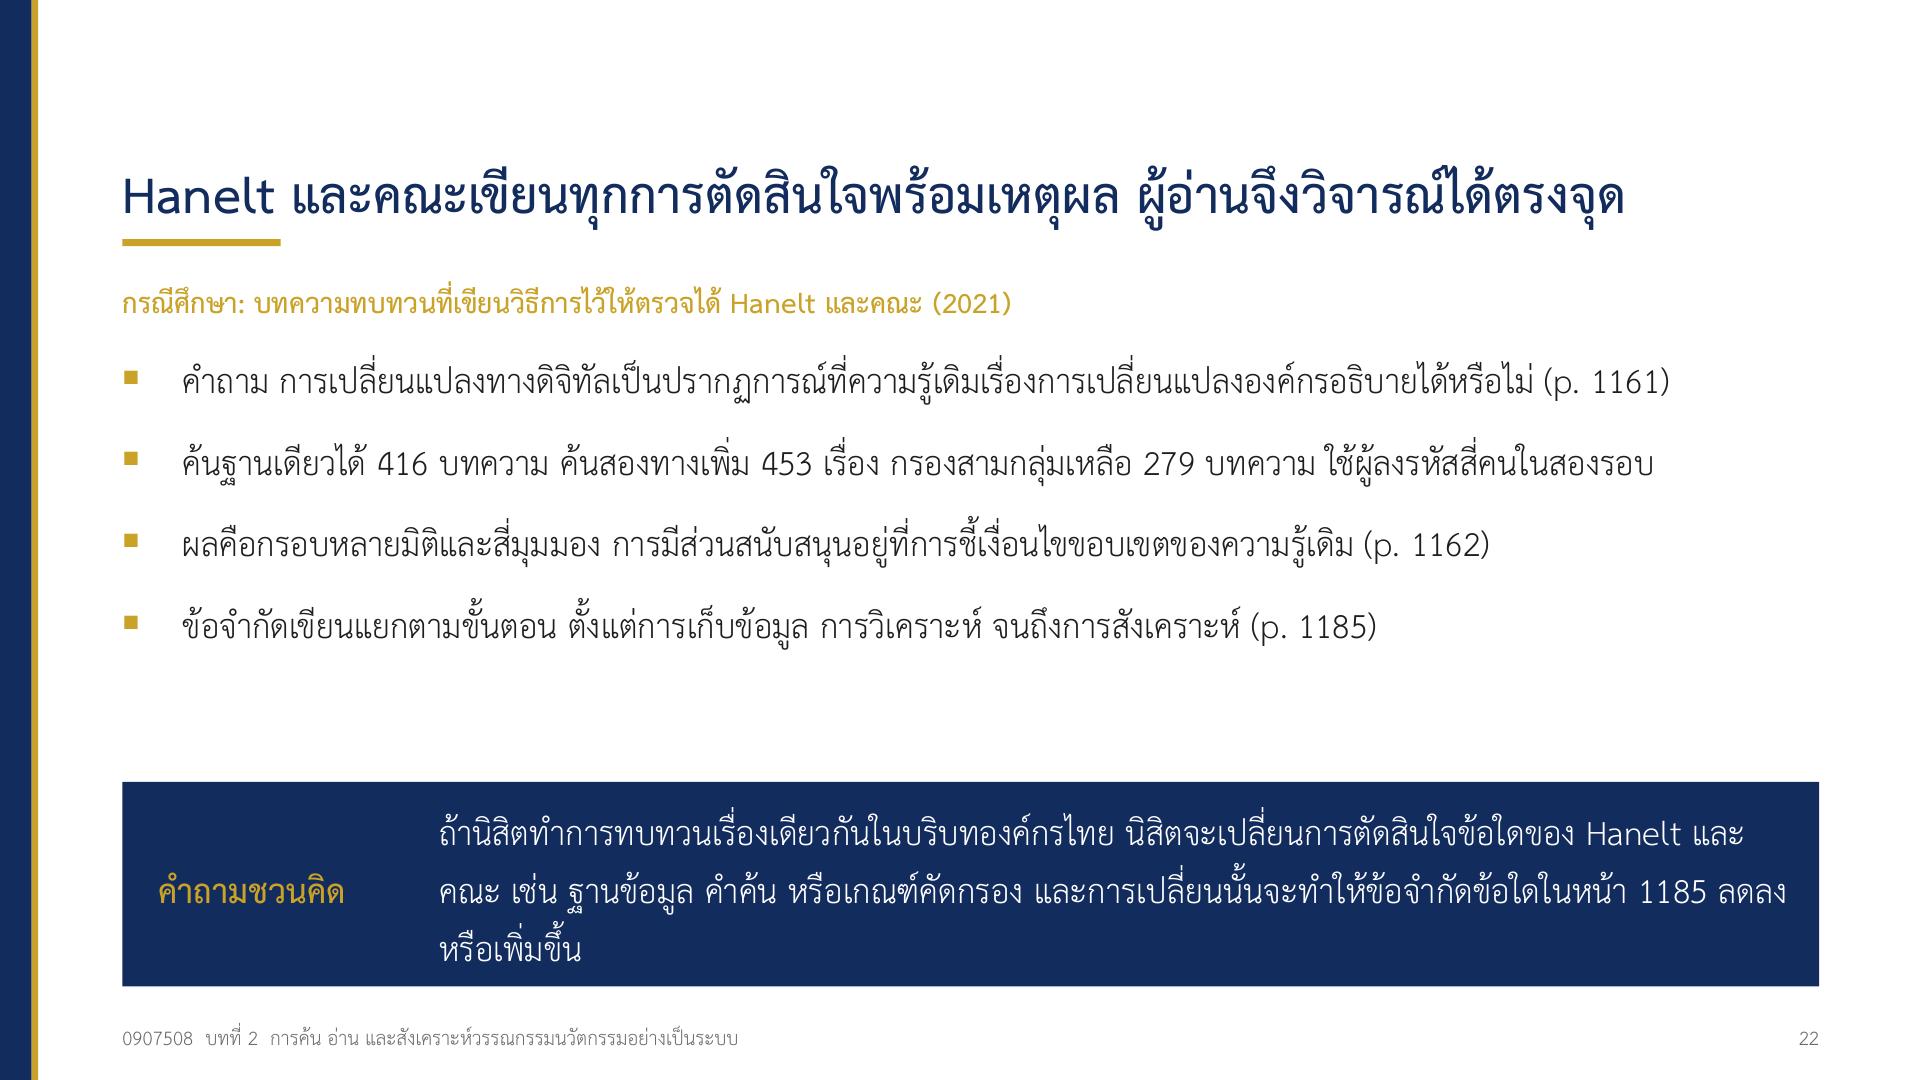 Hanelt และคณะเขียนทุกการตัดสินใจพร้อมเหตุผล ผู้อ่านจึงวิจารณ์ได้ตรงจุด
กรณีศึกษา: บทความทบทวนที่เขียนวิธีการไว้ให้ตรวจได้ Hanelt และคณะ (2021)
คำถาม การเปลี่ยนแปลงทางดิจิทัลเป็นปรากฏการณ์ที่ความรู้เดิมเรื่องการเปลี่ยนแปลงองค์กรอธิบายได้หรือไม่ (p. 1161)
ค้นฐานเดียวได้ 416 บทความ ค้นสองทางเพิ่ม 453 เรื่อง กรองสามกลุ่มเหลือ 279 บทความ ใช้ผู้ลงรหัสสี่คนในสองรอบ
ผลคือกรอบหลายมิติและสี่มุมมอง การมีส่วนสนับสนุนอยู่ที่การชี้เงื่อนไขขอบเขตของความรู้เดิม (p. 1162)
ข้อจำกัดเขียนแยกตามขั้นตอน ตั้งแต่การเก็บข้อมูล การวิเคราะห์ จนถึงการสังเคราะห์ (p. 1185)
คำถามชวนคิด
ถ้านิสิตทำการทบทวนเรื่องเดียวกันในบริบทองค์กรไทย นิสิตจะเปลี่ยนการตัดสินใจข้อใดของ Hanelt และ
คณะ เช่น ฐานข้อมูล คำค้น หรือเกณฑ์คัดกรอง และการเปลี่ยนนั้นจะทำให้ข้อจำกัดข้อใดในหน้า 1185 ลดลง
หรือเพิ่มขึ้น
0907508 บทที่ 2 การค้น อ่าน และสังเคราะห์วรรณกรรมนวัตกรรมอย่างเป็นระบบ
22